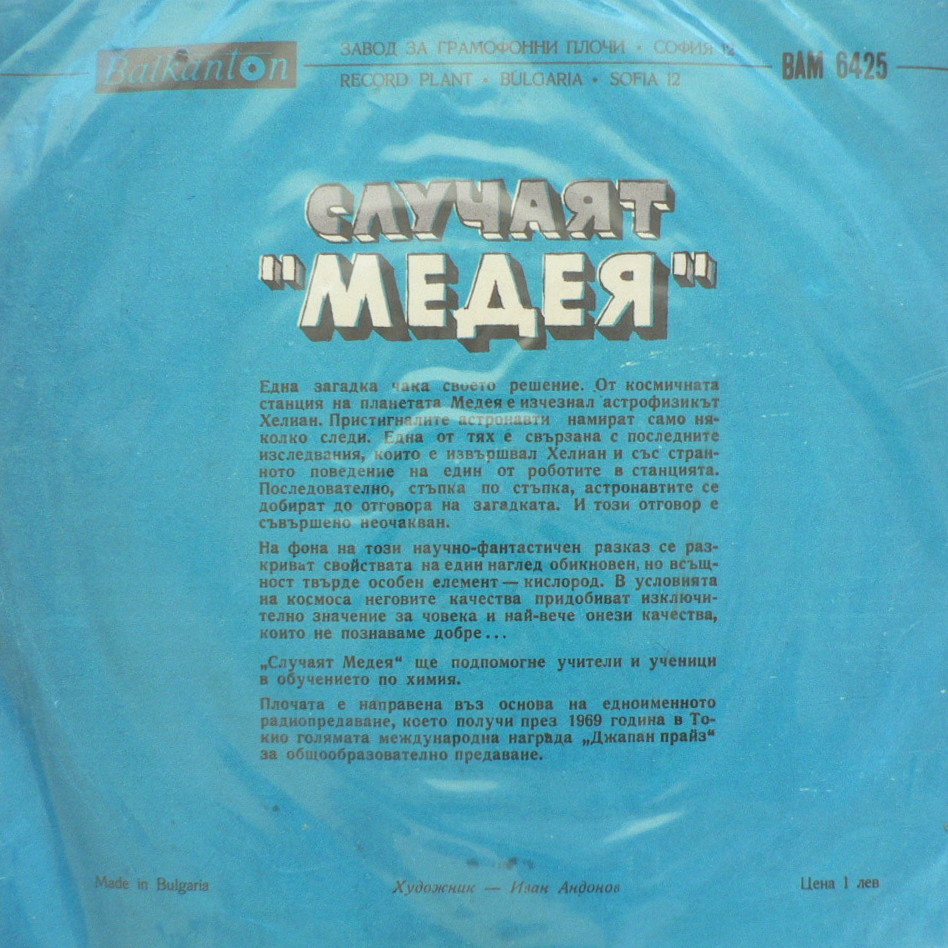 Balkanton
ЗАВОД ЗА ГРАМОФОННИ ПЛОЧИ • СОФИЯ 12
RECORD PLANT • BULGARIA • SOFIA 12
ВАМ 6425
СЛУЧАЯТ
"МЕДЕЯ"
Една загадка чака своето решение. От космичната
станция на планетата Медея е изчезнал астрофизикът
Хелиан. Пристигналите астронавти намират само ня-
колко следи. Една от тях е свързана с последните
изследвания, които е извършвал Хелиан и със стран-
ното поведение на един от роботите в станцията.
Последователно, стъпка по стъпка, астронавтите се
добират до отговора на загадката. И този отговор е
съвършено неочакван.
На фона на този научно-фантастичен разказ се раз-
криват свойствата на един наглед обикновен, но всъщ-
ност твърде особен елемент — кислород. В условията
на космоса неговите качества придобиват изключи-
телно значение за човека и най-вече онези качества,
които не познаваме добре...
„Случаят Медея“ ще подпомогне учители и ученици
в обучението по химия.
Плочата е направена въз основа на едноименното
радиопредаване, което получи през 1969 година в То-
кио голямата международна награда „Джапан прайз“
за общообразователно предаване.
Made in Bulgaria
Художник — Иван Андонов
Цена 1 лев